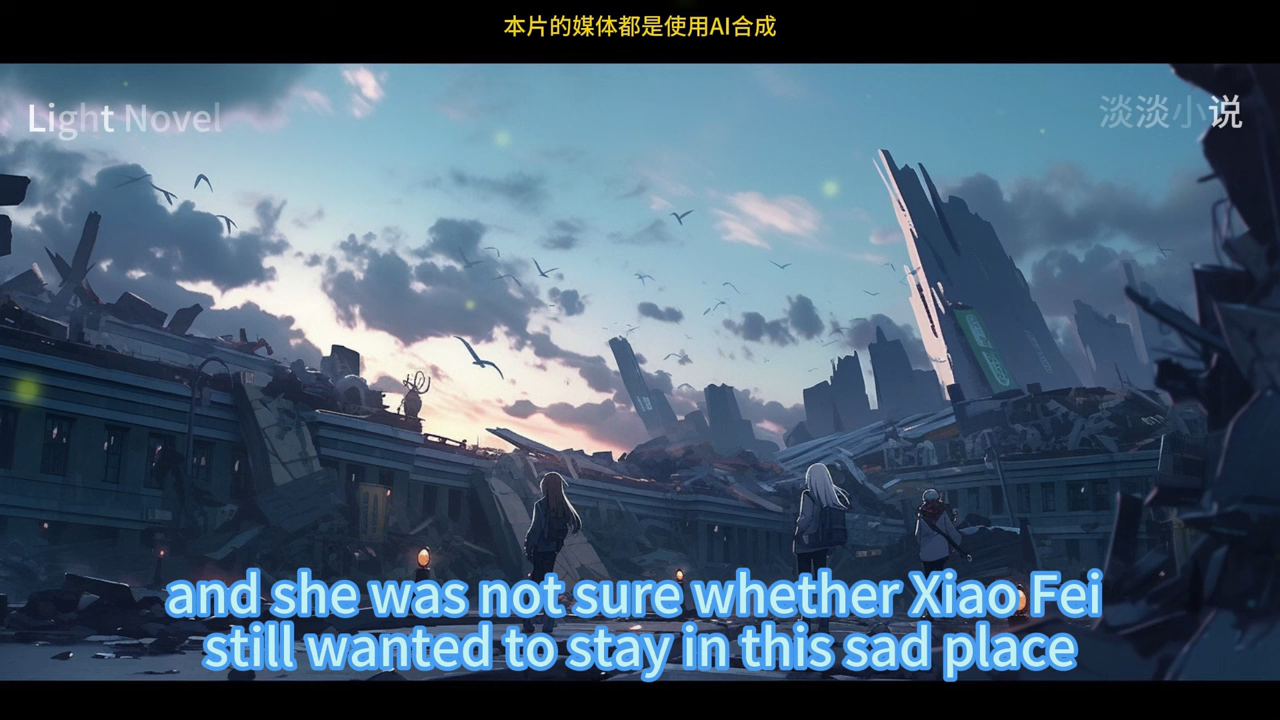 本片的媒体都是使用AI合成
Light Novel
淡淡小说
and she was not sure whether Xiao Fei
still wanted to stay in this sad place